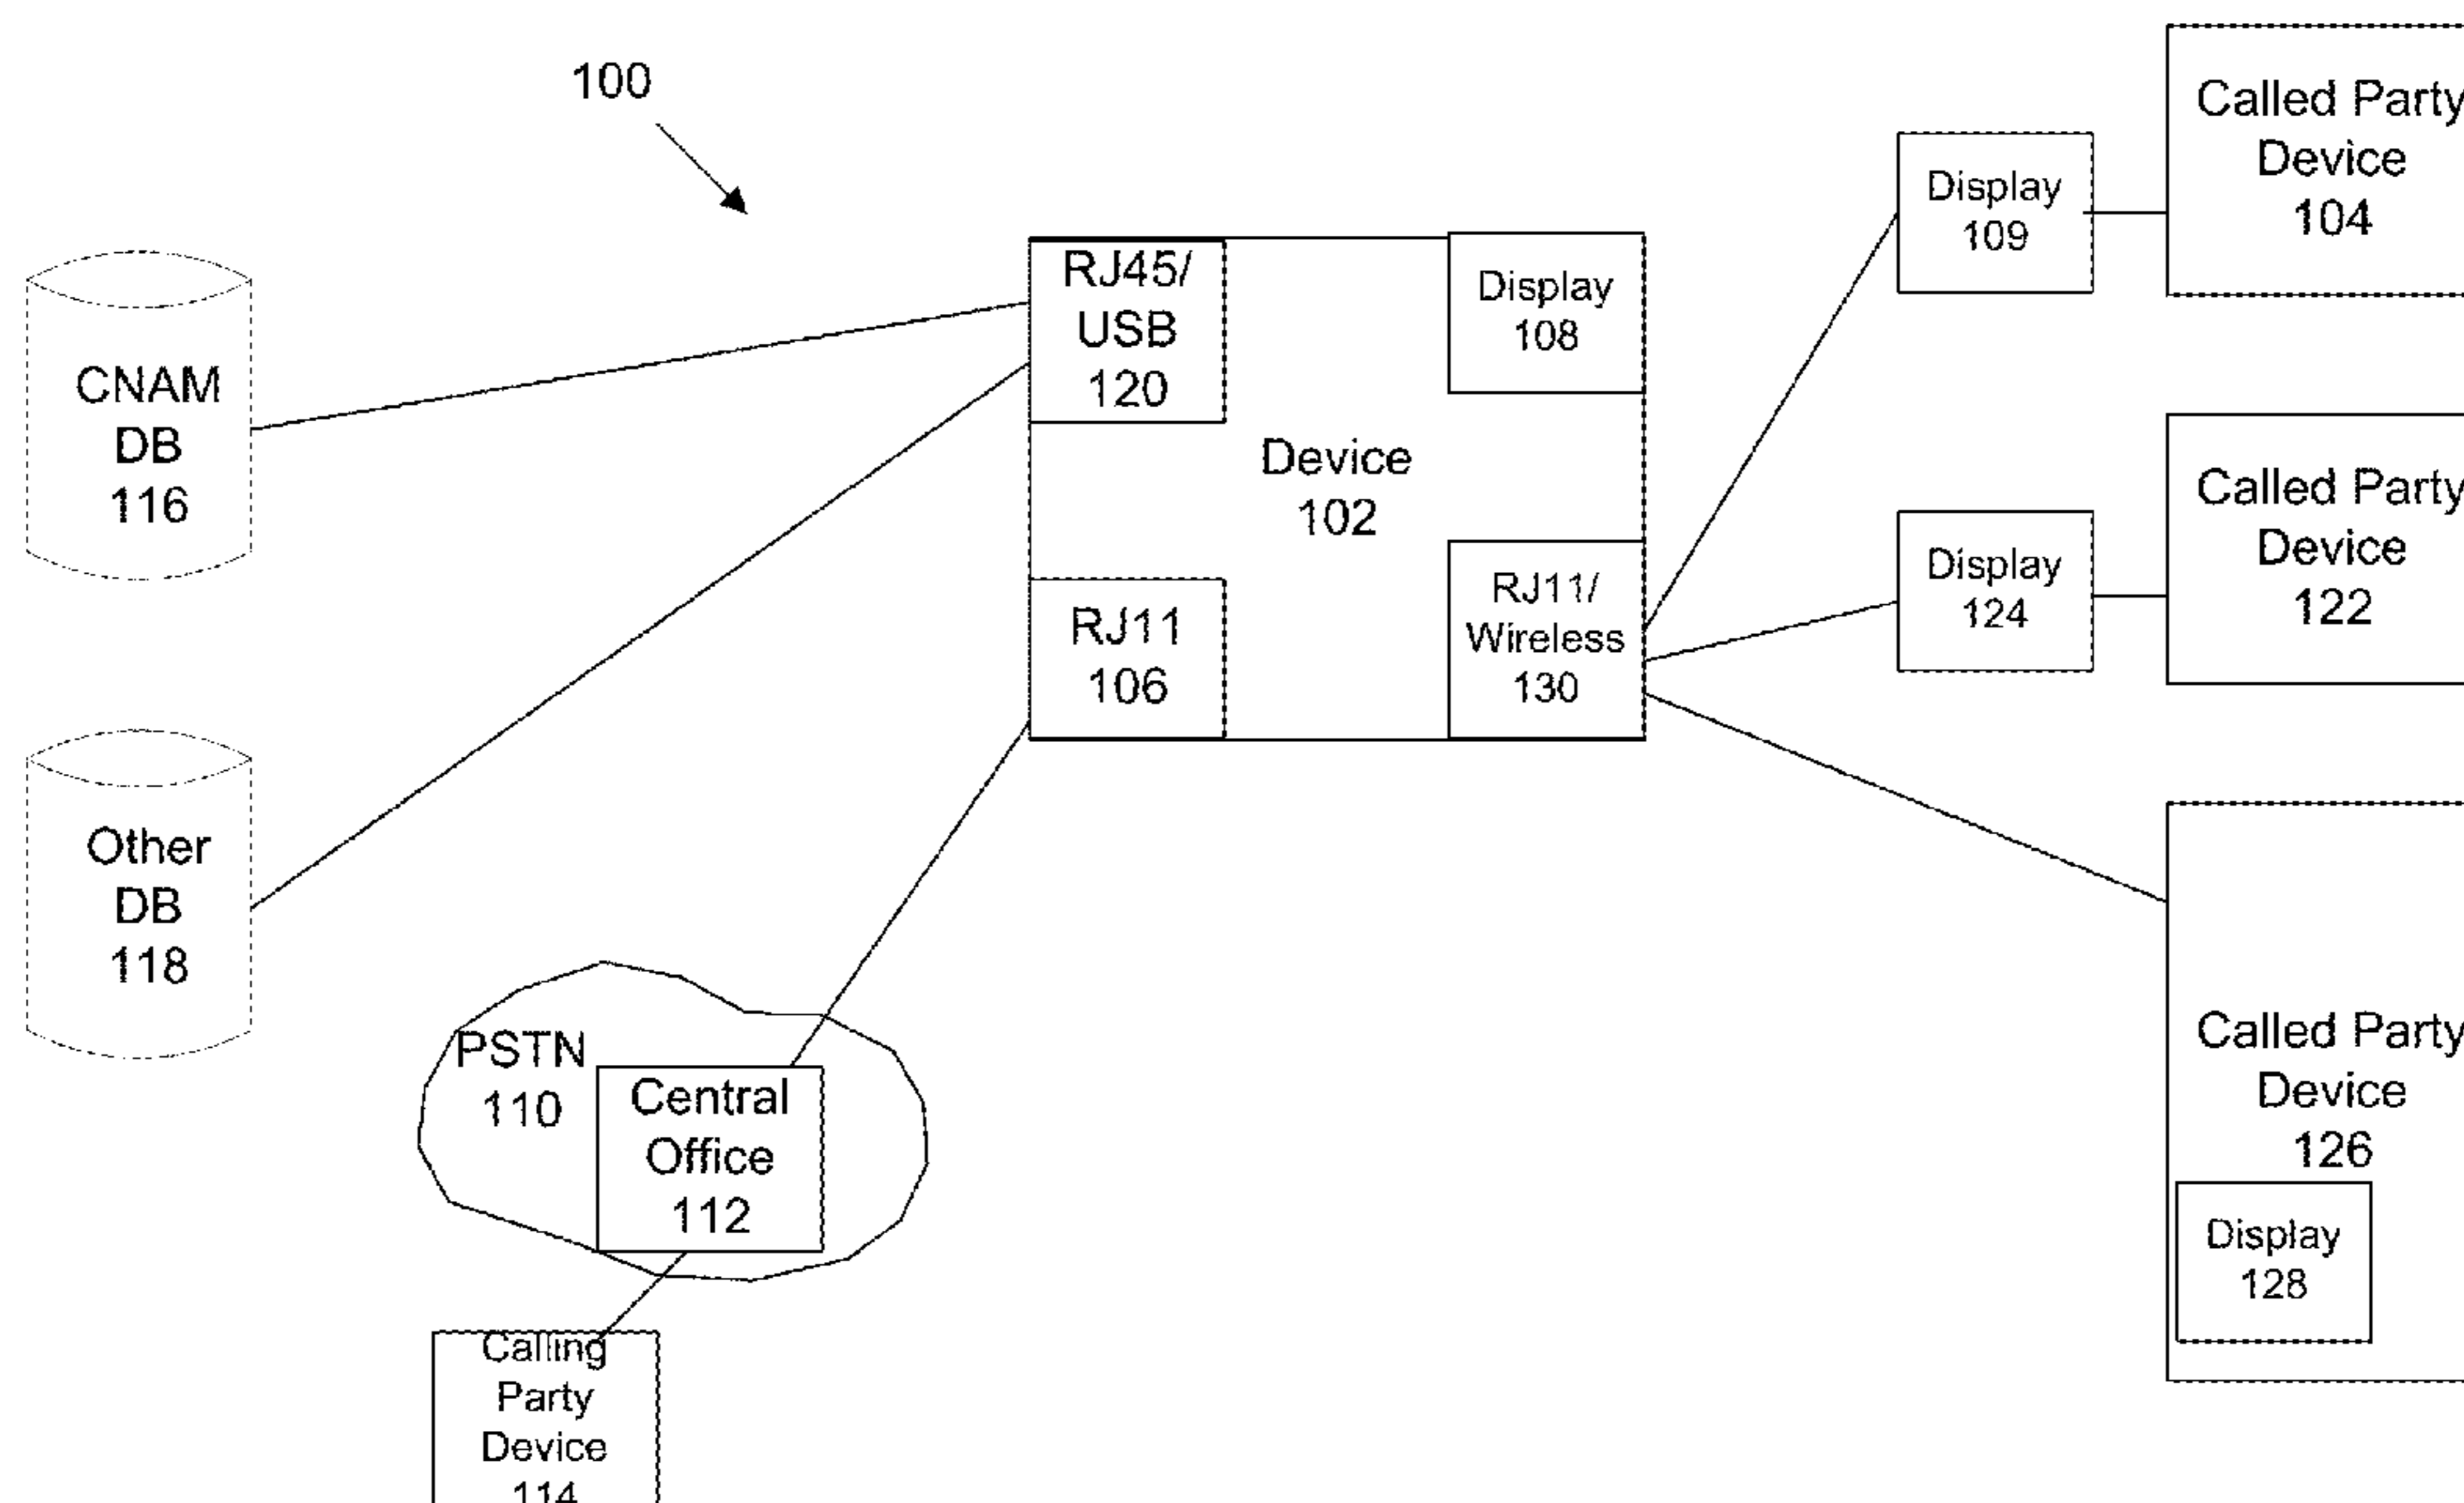 100
CNAM
DB
116
Other
DB
118
RJ45/
USB
120
Display
108
Device
102
RJ11
106
RJ11/
Wireless
130
Display
109
Called Party
Device
104
Display
124
Called Party
Device
122
Called Party
Device
126
Display
128
PSTN
110
Central
Office
112
Calling
Party
Device
114